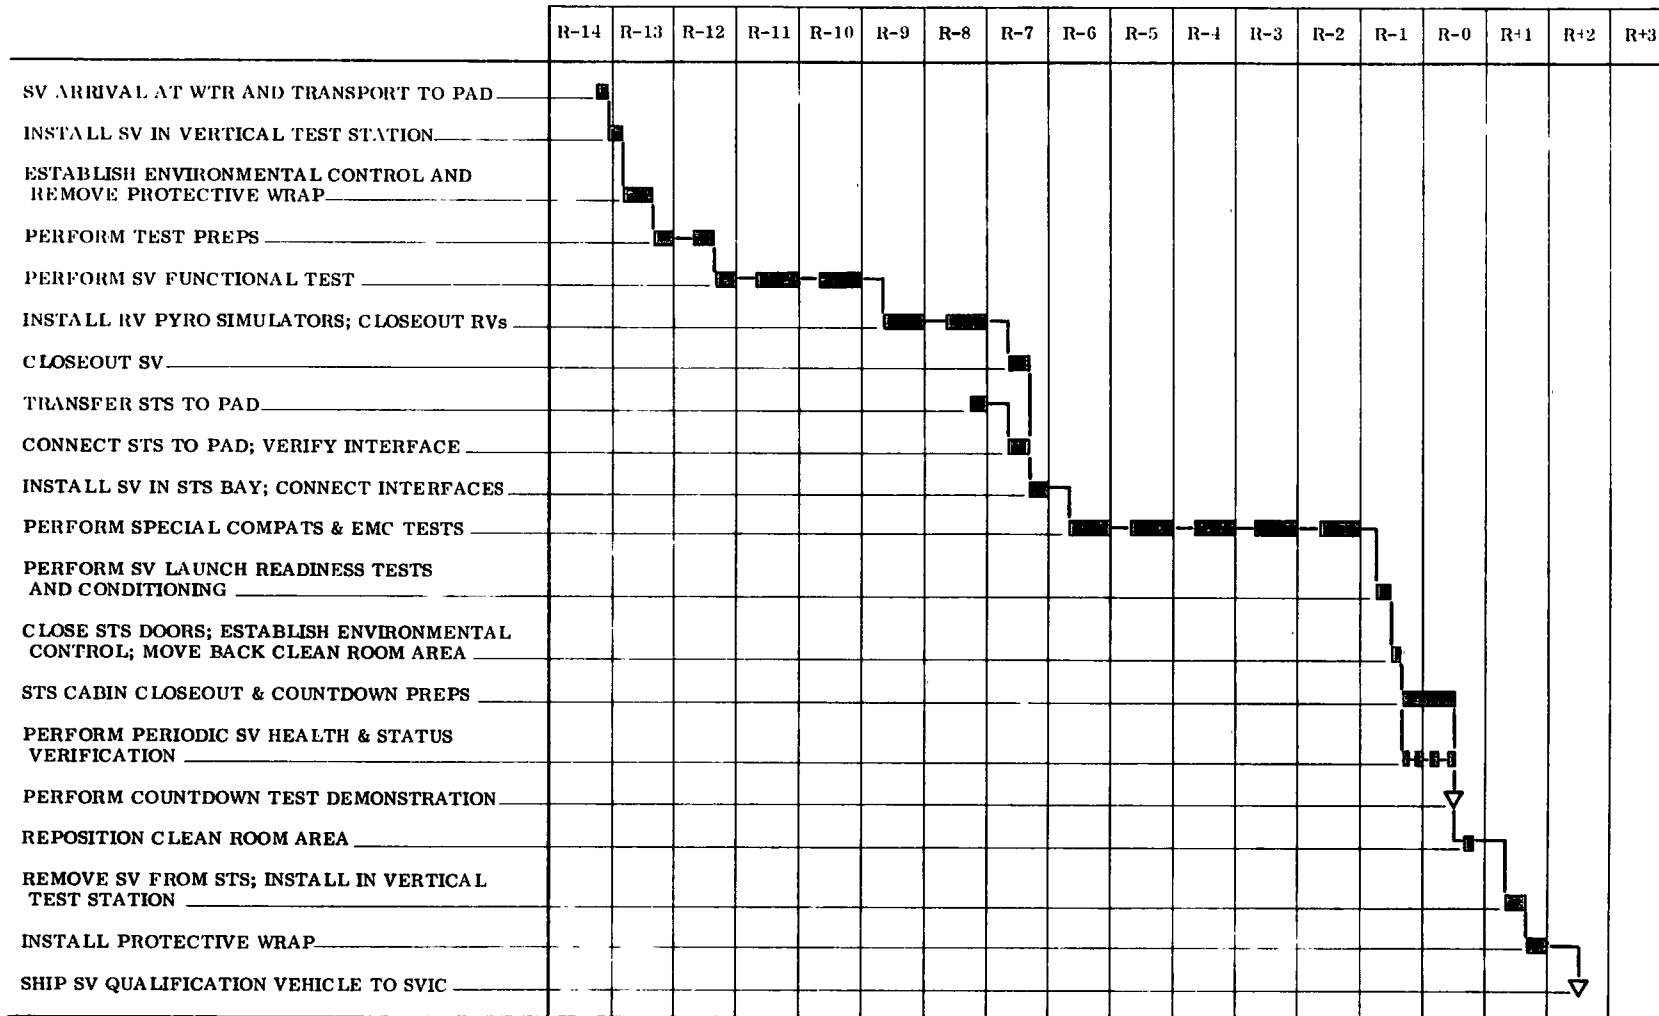 R-14 R-13 R-12 R-11 R-10 R-9 R-8 R-7 R-6 R-5 R-4 R-3 R-2 R-1 R-0 R+1 R+2 R+3
SV ARRIVAL AT WTR AND TRANSPORT TO PAD
INSTALL SV IN VERTICAL TEST STATION
ESTABLISH ENVIRONMENTAL CONTROL AND
REMOVE PROTECTIVE WRAP
PERFORM TEST PREPS
PERFORM SV FUNCTIONAL TEST
INSTALL RV PYRO SIMULATORS; CLOSEOUT RVs
CLOSEOUT SV
TRANSFER STS TO PAD
CONNECT STS TO PAD; VERIFY INTERFACE
INSTALL SV IN STS BAY; CONNECT INTERFACES
PERFORM SPECIAL COMPATS & EMC TESTS
PERFORM SV LAUNCH READINESS TESTS
AND CONDITIONING
CLOSE STS DOORS; ESTABLISH ENVIRONMENTAL
CONTROL; MOVE BACK CLEAN ROOM AREA
STS CABIN CLOSEOUT & COUNTDOWN PREPS
PERFORM PERIODIC SV HEALTH & STATUS
VERIFICATION
PERFORM COUNTDOWN TEST DEMONSTRATION
REPOSITION CLEAN ROOM AREA
REMOVE SV FROM STS; INSTALL IN VERTICAL
TEST STATION
INSTALL PROTECTIVE WRAP
SHIP SV QUALIFICATION VEHICLE TO SVIC